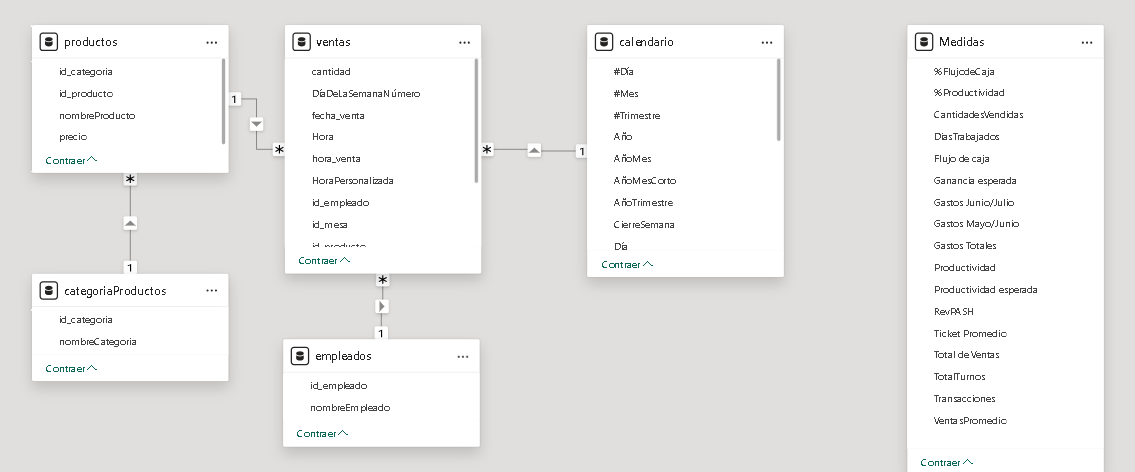 productos
id_categoria
id_producto
nombreProducto
precio
Contraer
1
*
*
1
categoriaProductos
id_categoria
nombreCategoria
Contraer
ventas
cantidad
DíaDeLaSemanaNúmero
fecha_venta
Hora
hora_venta
HoraPersonalizada
id_empleado
id_mesa
id_producto
Contraer
*
1
empleados
id_empleado
nombreEmpleado
Contraer
*
1
calendario
#Día
#Mes
#Trimestre
Año
AñoMes
AñoMesCorto
AñoTrimestre
CierreSemana
Día
Contraer
Medidas
%FlujodeCaja
%Productividad
CantidadesVendidas
DiasTrabajados
Flujo de caja
Ganancia esperada
Gastos Junio/Julio
Gastos Mayo/Junio
Gastos Totales
Productividad
Productividad esperada
RevPASH
Ticket Promedio
Total de Ventas
TotalTurnos
Transacciones
VentasPromedio
Contraer